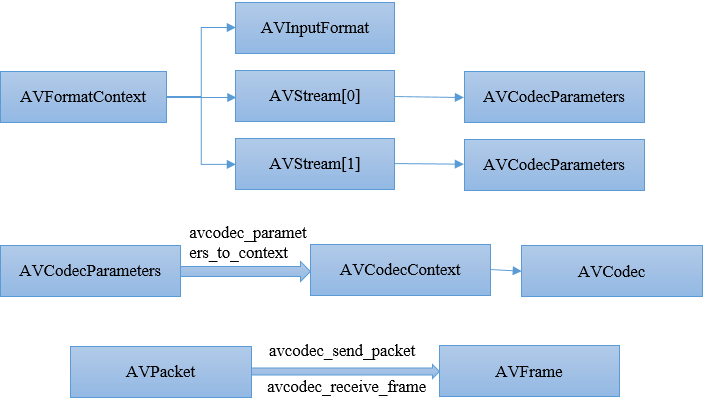 AVInputFormat
AVFormatContext
AVStream[0]
AVCodecParameters
AVStream[1]
AVCodecParameters
avcodec_paramet
ers_to_context
AVCodecParameters
AVCodecContext
AVCodec
avcodec_send_packet
AVPacket
AVFrame
avcodec_receive_frame